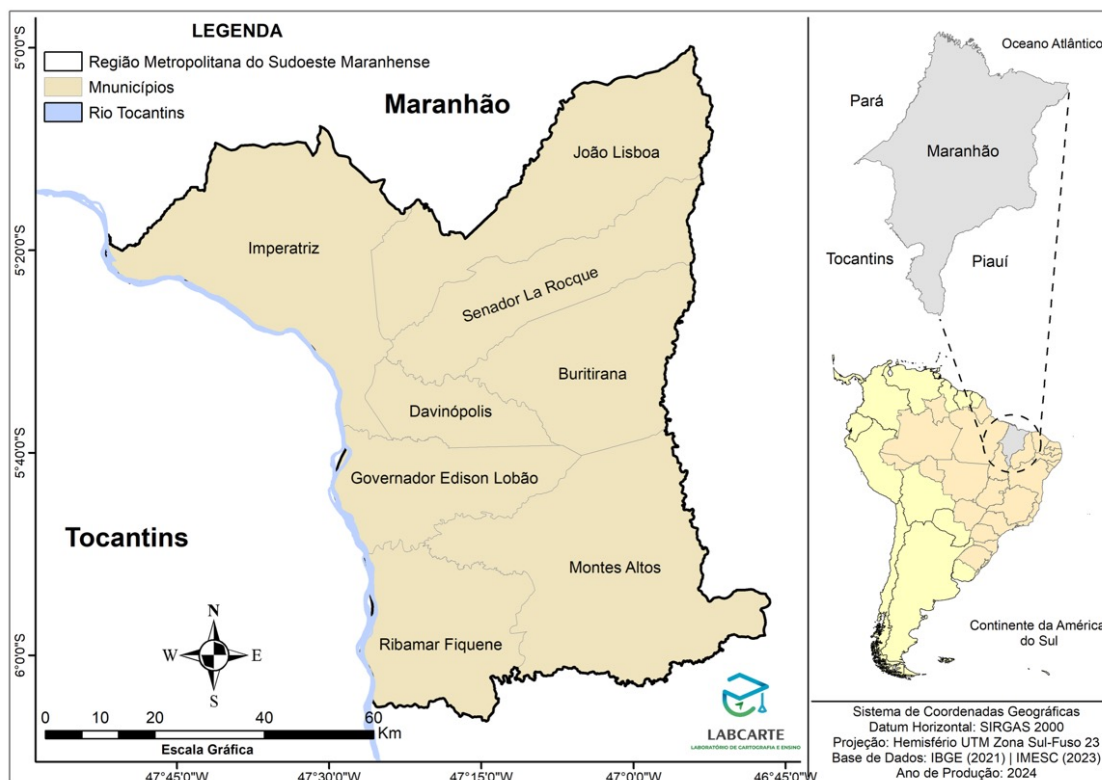 LEGENDA
Região Metropolitana do Sudoeste Maranhense
Mnunicípios
Rio Tocantins
Maranhão
João Lisboa
Imperatriz
Senador La Rocque
Buritirana
Davinópolis
Governador Edison Lobão
Tocantins
Montes Altos
Ribamar Fiquene
N
W E
S
0 10 20 40 60
Km
Escala Gráfica
LABCARTE
LABORATÓRIO DE CARTOGRAFIA E ENSINO
5°0'0"S
5°20'0"S
5°40'0"S
6°0'0"S
47°45'0"W 47°30'0"W 47°15'0"W 47°0'0"W 46°45'0"W
Oceano Atlântico
Pará
Maranhão
Tocantins
Piauí
Continente da América
do Sul
Sistema de Coordenadas Geográficas
Datum Horizontal: SIRGAS 2000
Projeção: Hemisfério UTM Zona Sul-Fuso 23
Base de Dados: IBGE (2021) | IMESC (2023)
Ano de Produção: 2024